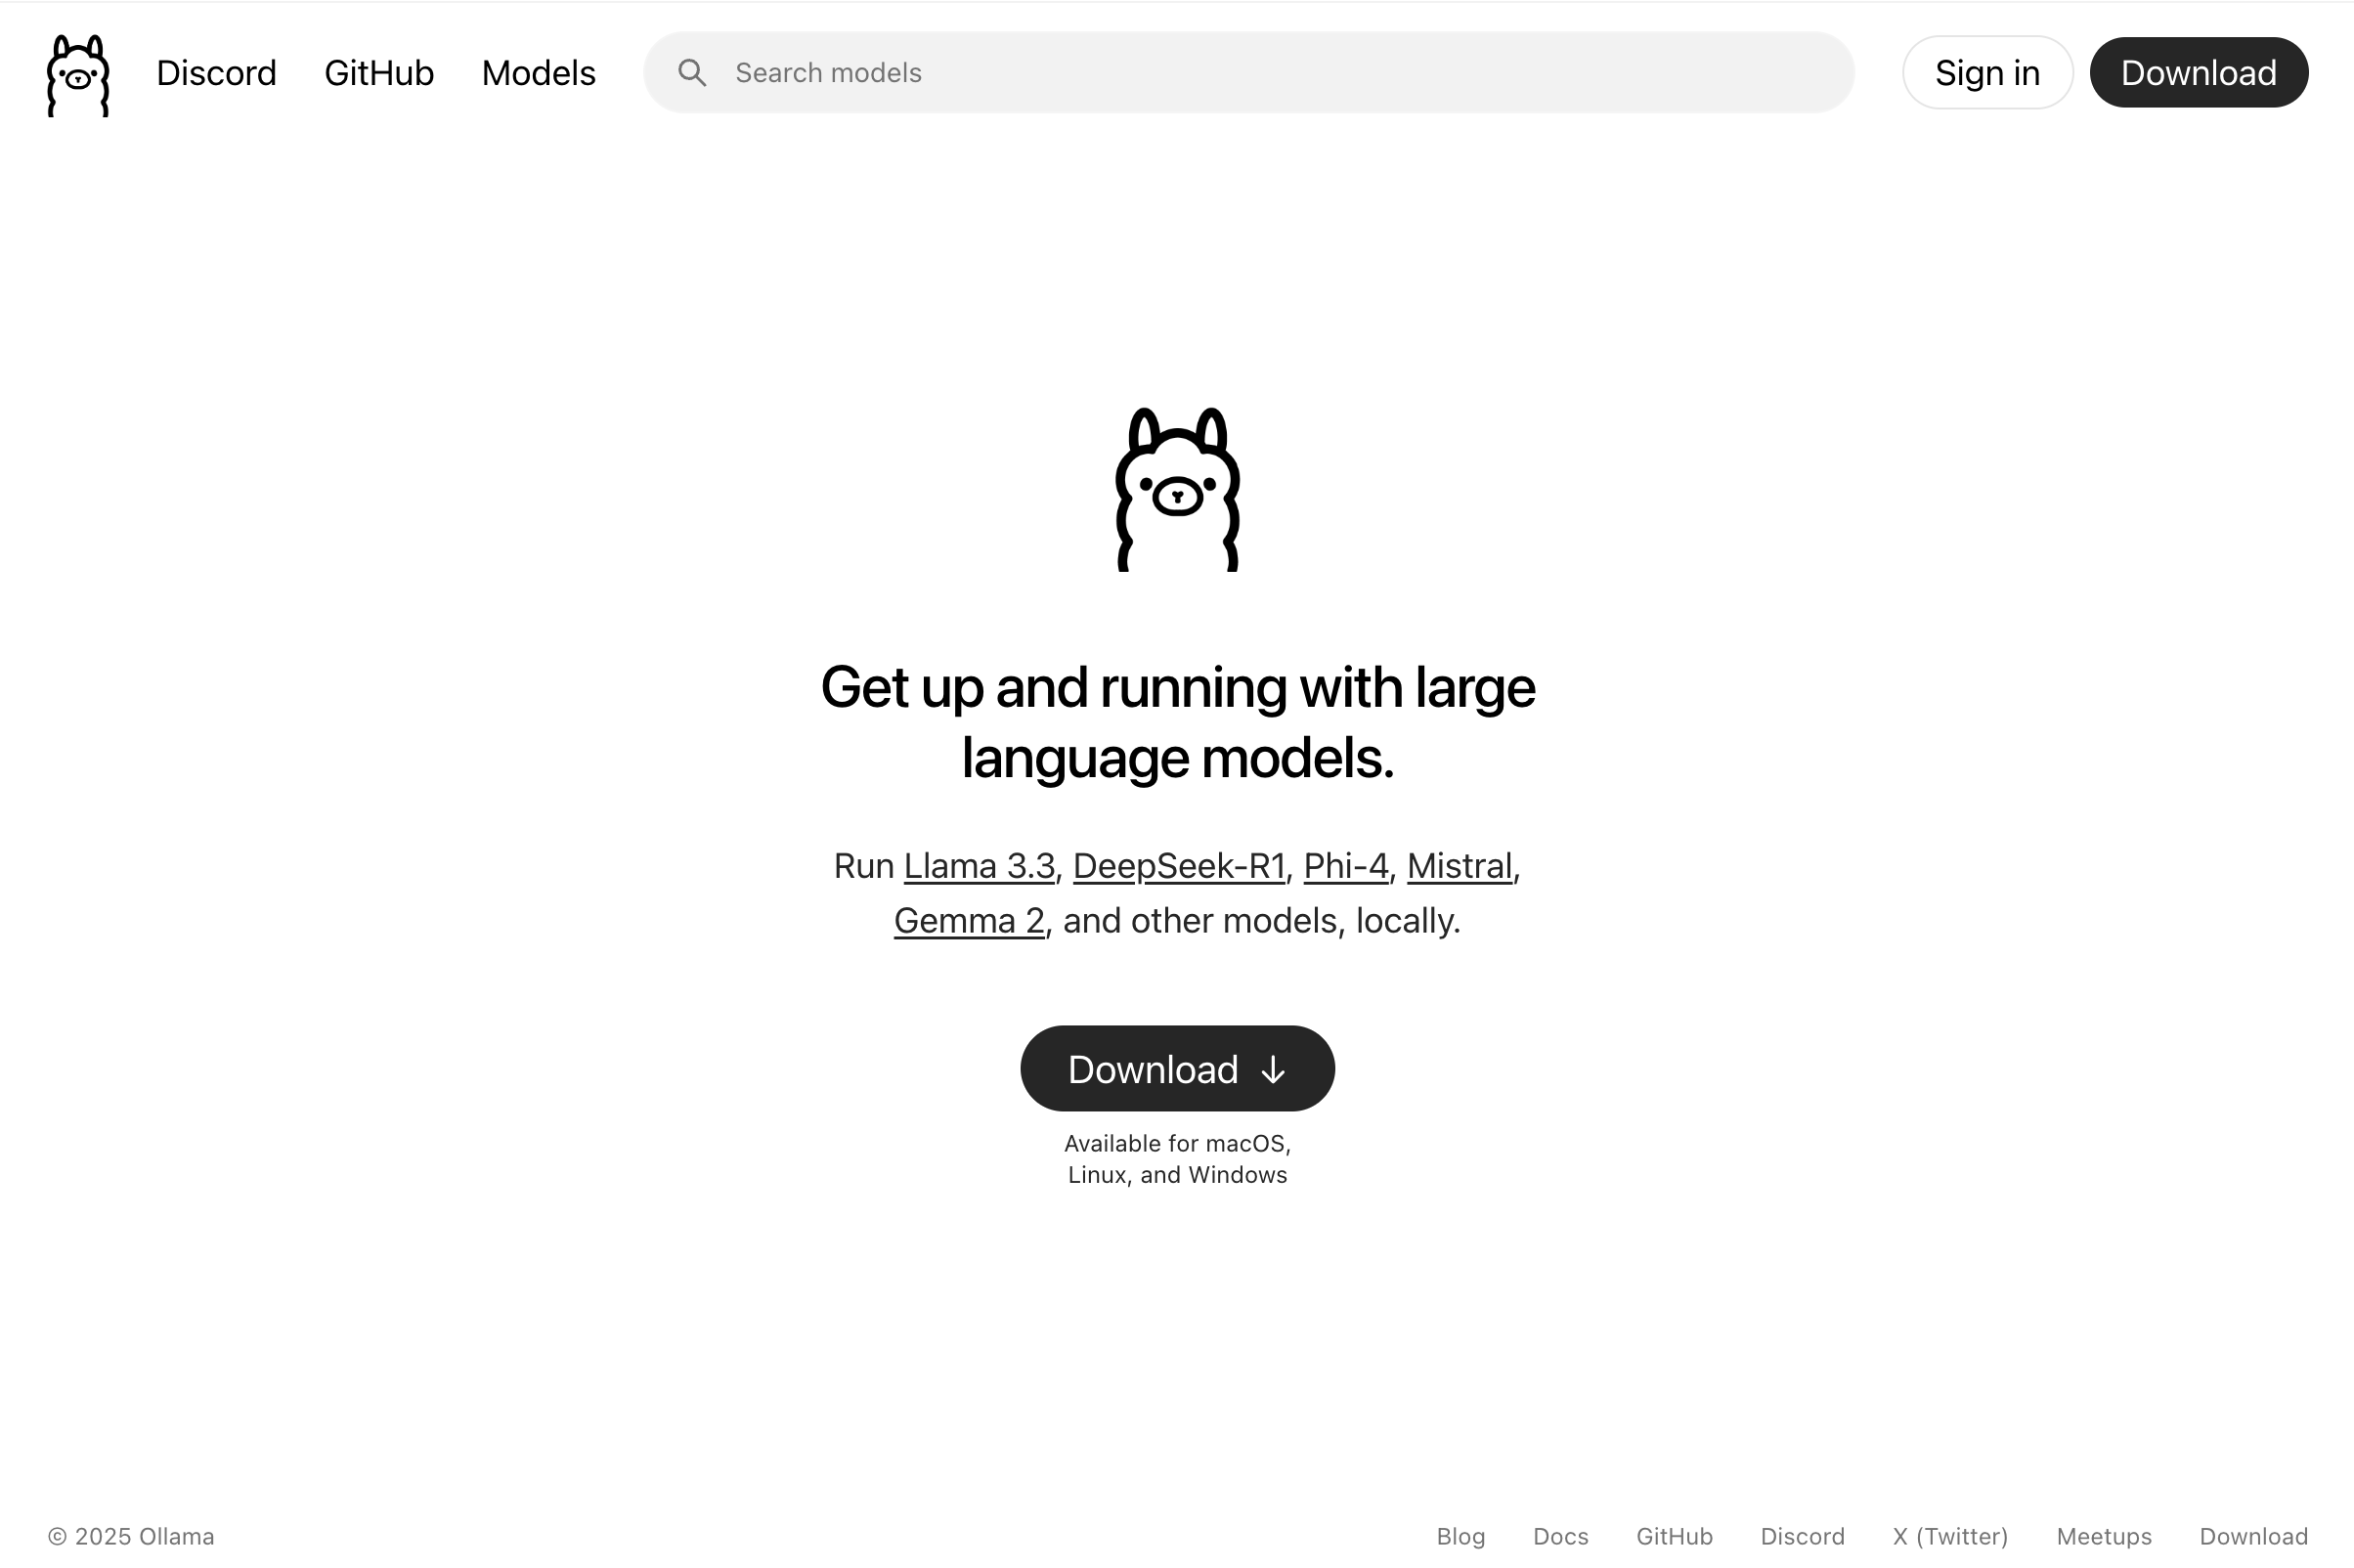 Discord GitHub Models Search models Sign in Download
Get up and running with large
language models.
Run Llama 3.3, DeepSeek-R1, Phi-4, Mistral,
Gemma 2, and other models, locally.
Download ↓
Available for macOS,
Linux, and Windows
© 2025 Ollama Blog Docs GitHub Discord X (Twitter) Meetups Download